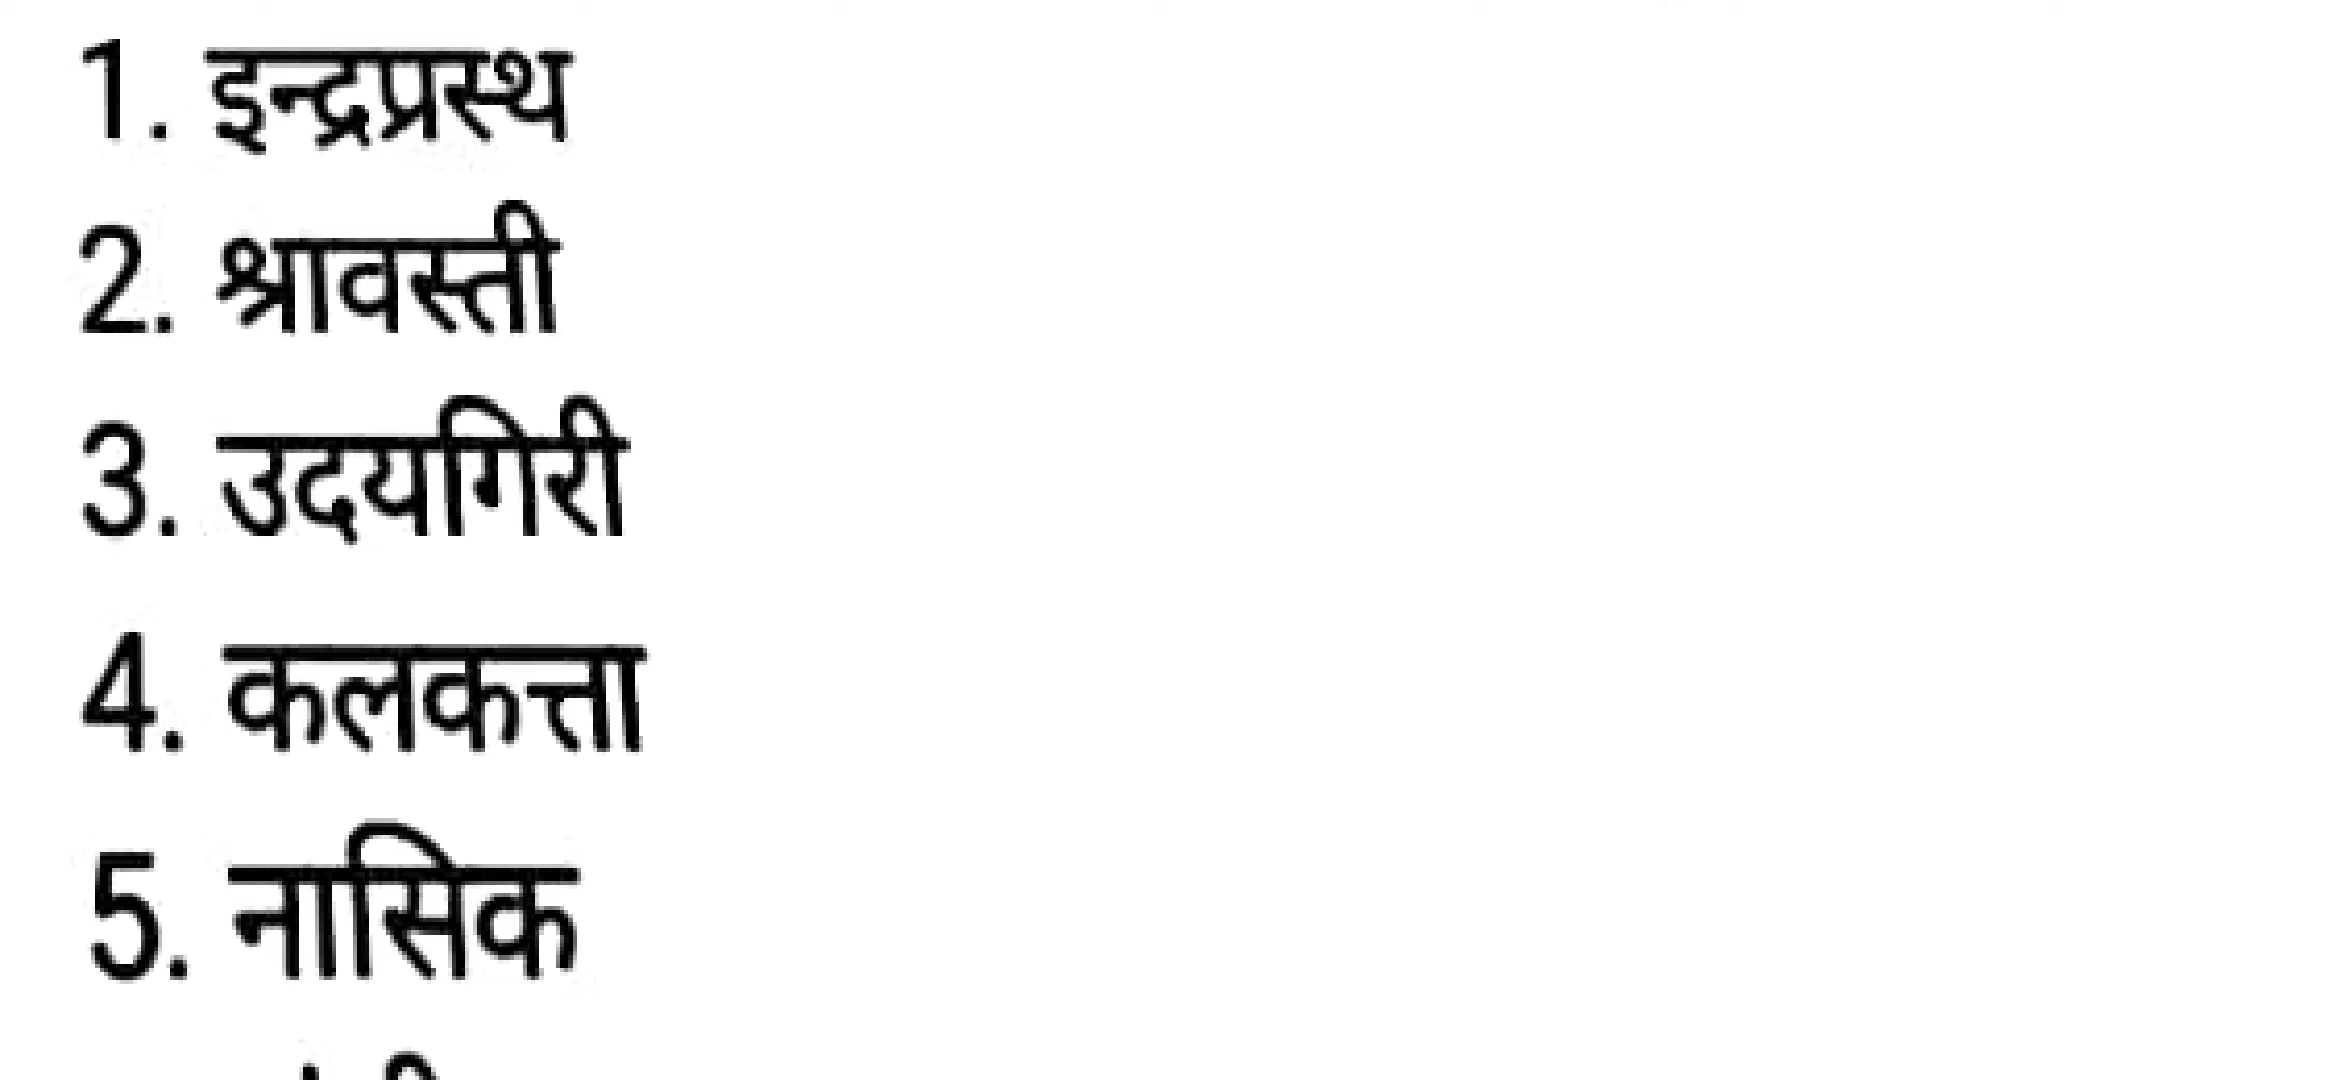 1. इन्द्रप्रस्थ
2. श्रावस्ती
3. उदयगिरी
4. कलकत्ता
5. नासिक